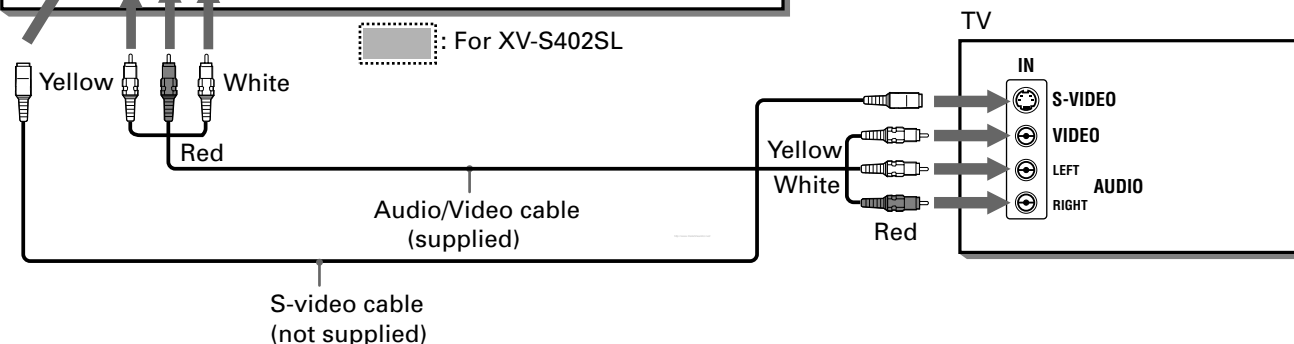 TV
: For XV-S402SL
IN
Yellow
White
S-VIDEO
VIDEO
Red
Yellow
LEFT
White
AUDIO
RIGHT
Audio/Video cable
(supplied)
Red
S-video cable
(not supplied)